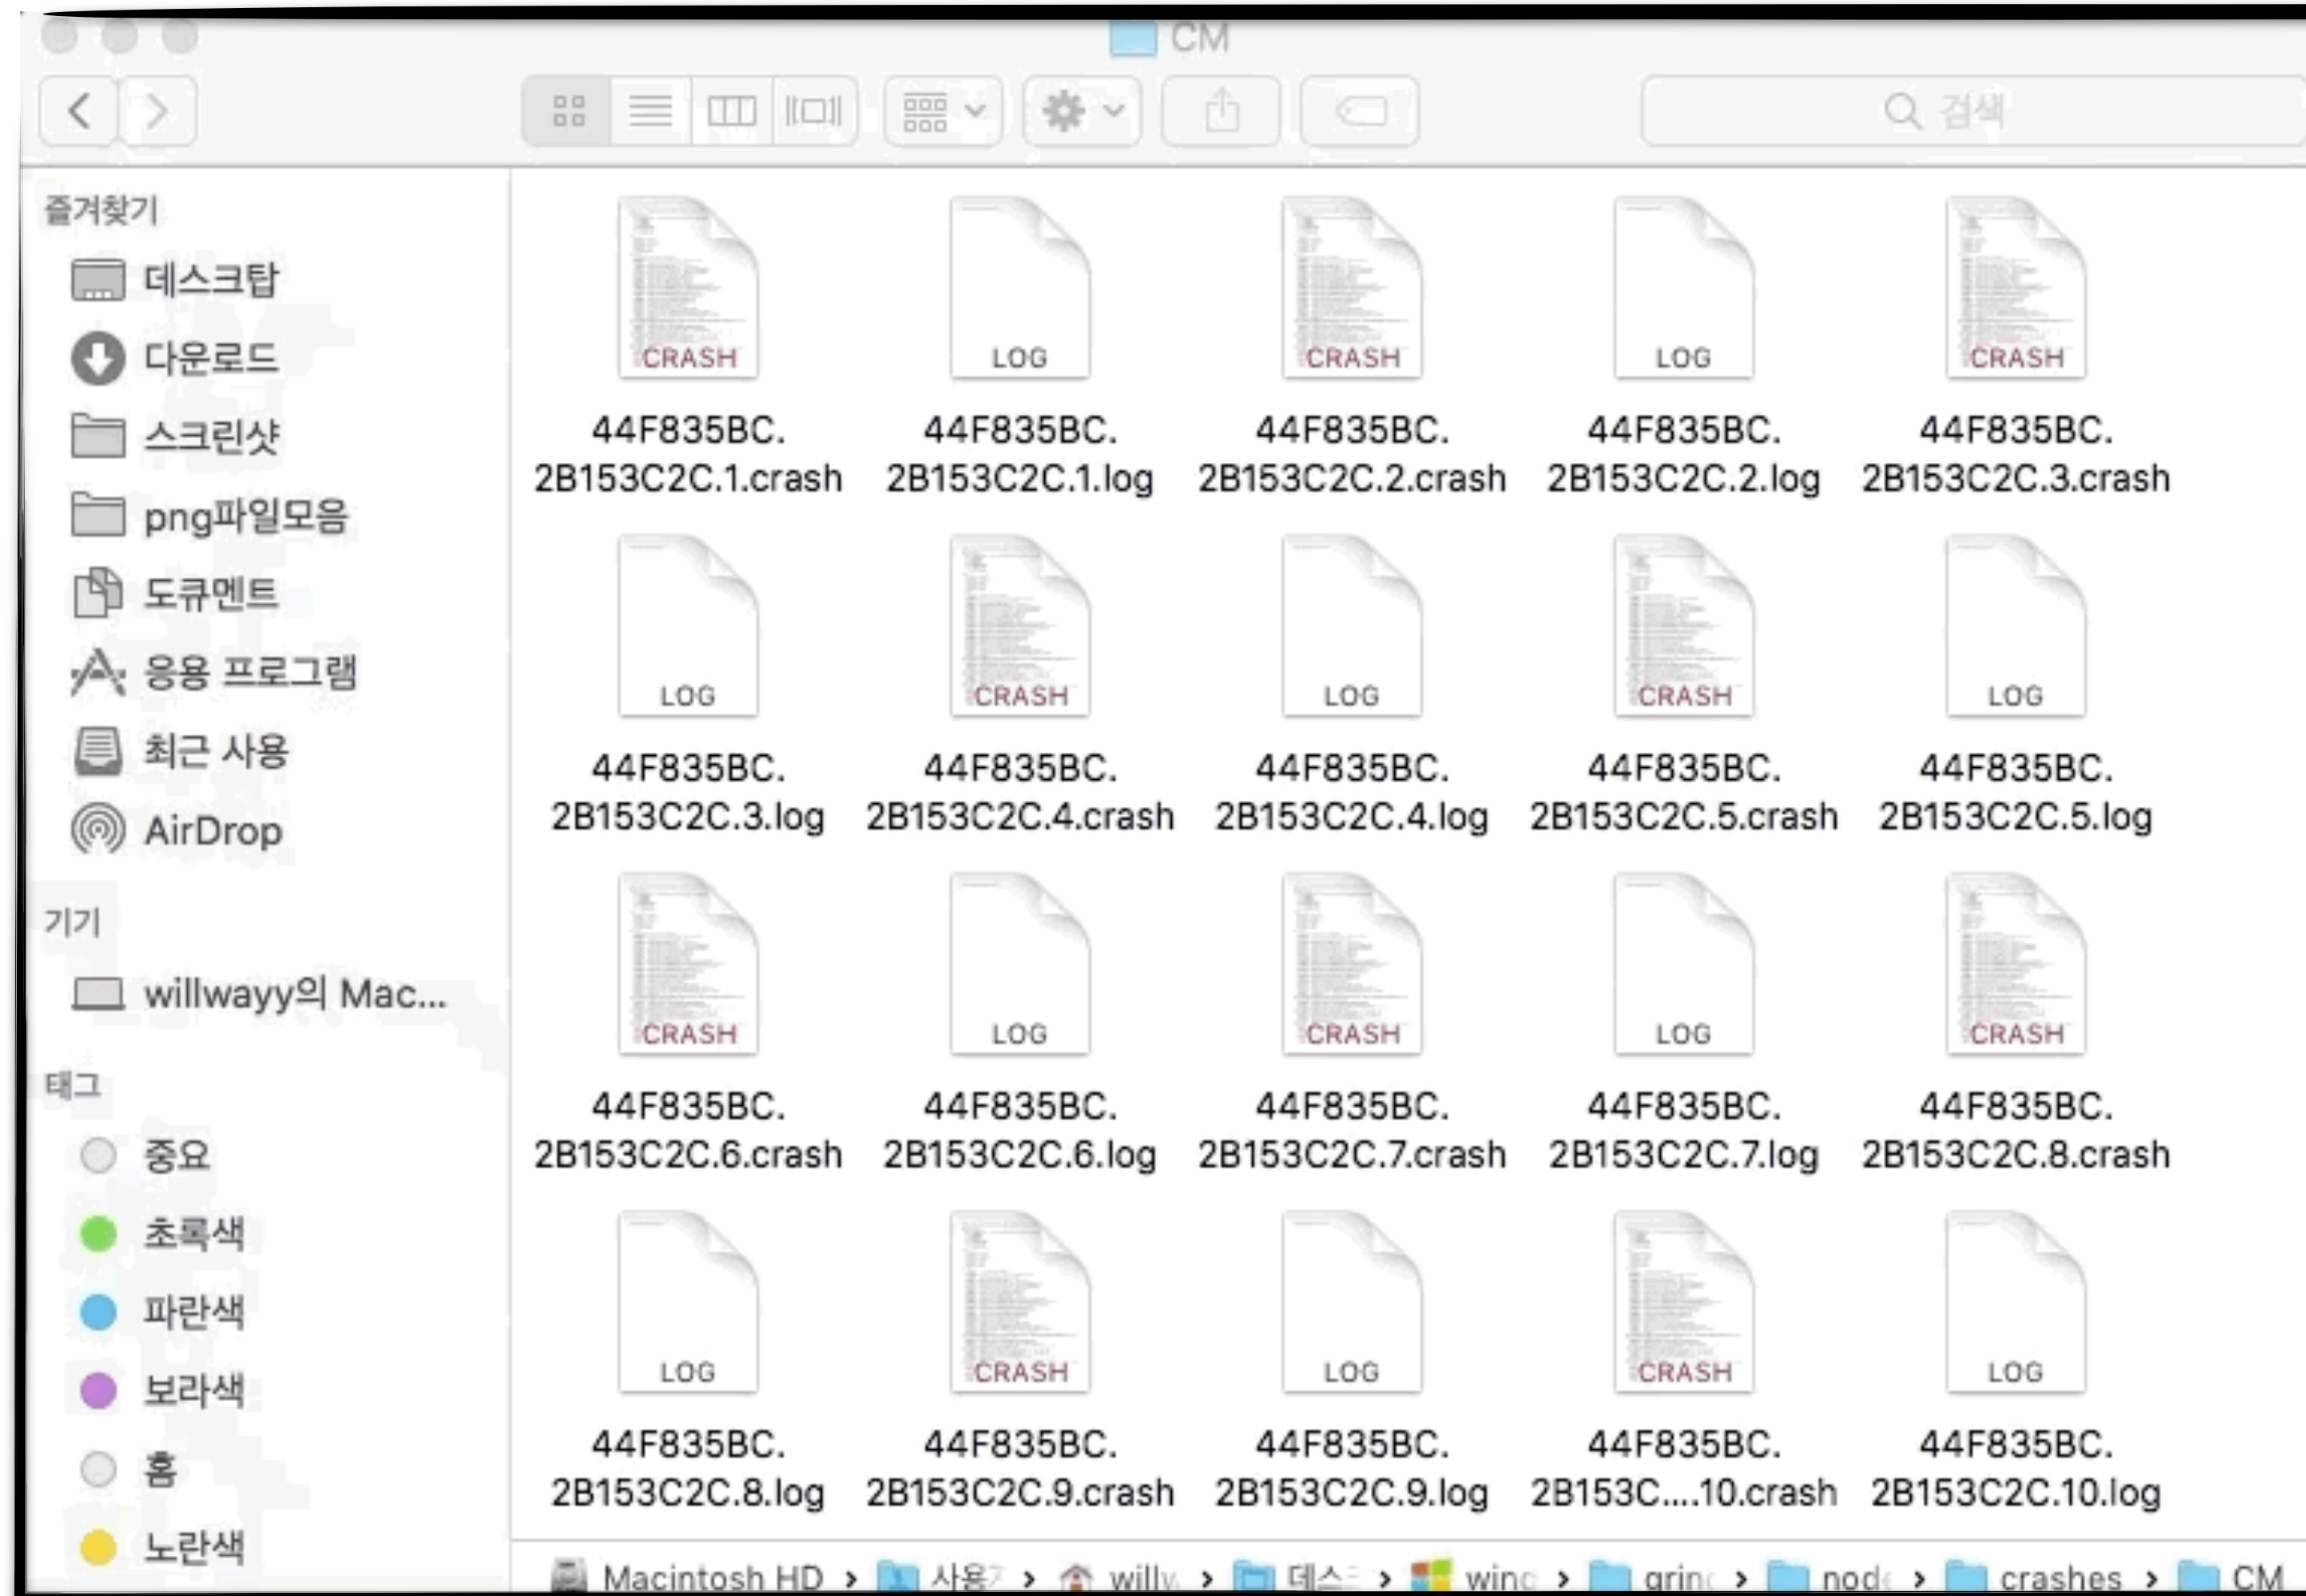 CM
검색
즐겨찾기
데스크탑
다운로드
스크린샷
png파일모음
도큐멘트
응용 프로그램
최근 사용
AirDrop
기기
willwayy의 Mac...
태그
중요
초록색
파란색
보라색
홈
노란색
CRASH LOG CRASH LOG CRASH
44F835BC. 44F835BC. 44F835BC. 44F835BC. 44F835BC.
2B153C2C.1.crash 2B153C2C.1.log 2B153C2C.2.crash 2B153C2C.2.log 2B153C2C.3.crash
LOG CRASH LOG CRASH LOG
44F835BC. 44F835BC. 44F835BC. 44F835BC. 44F835BC.
2B153C2C.3.log 2B153C2C.4.crash 2B153C2C.4.log 2B153C2C.5.crash 2B153C2C.5.log
CRASH LOG CRASH LOG CRASH
44F835BC. 44F835BC. 44F835BC. 44F835BC. 44F835BC.
2B153C2C.6.crash 2B153C2C.6.log 2B153C2C.7.crash 2B153C2C.7.log 2B153C2C.8.crash
LOG CRASH LOG CRASH LOG
44F835BC. 44F835BC. 44F835BC. 44F835BC. 44F835BC.
2B153C2C.8.log 2B153C2C.9.crash 2B153C2C.9.log 2B153C....10.crash 2B153C2C.10.log
Macintosh HD › › › › › › › crashes › CM